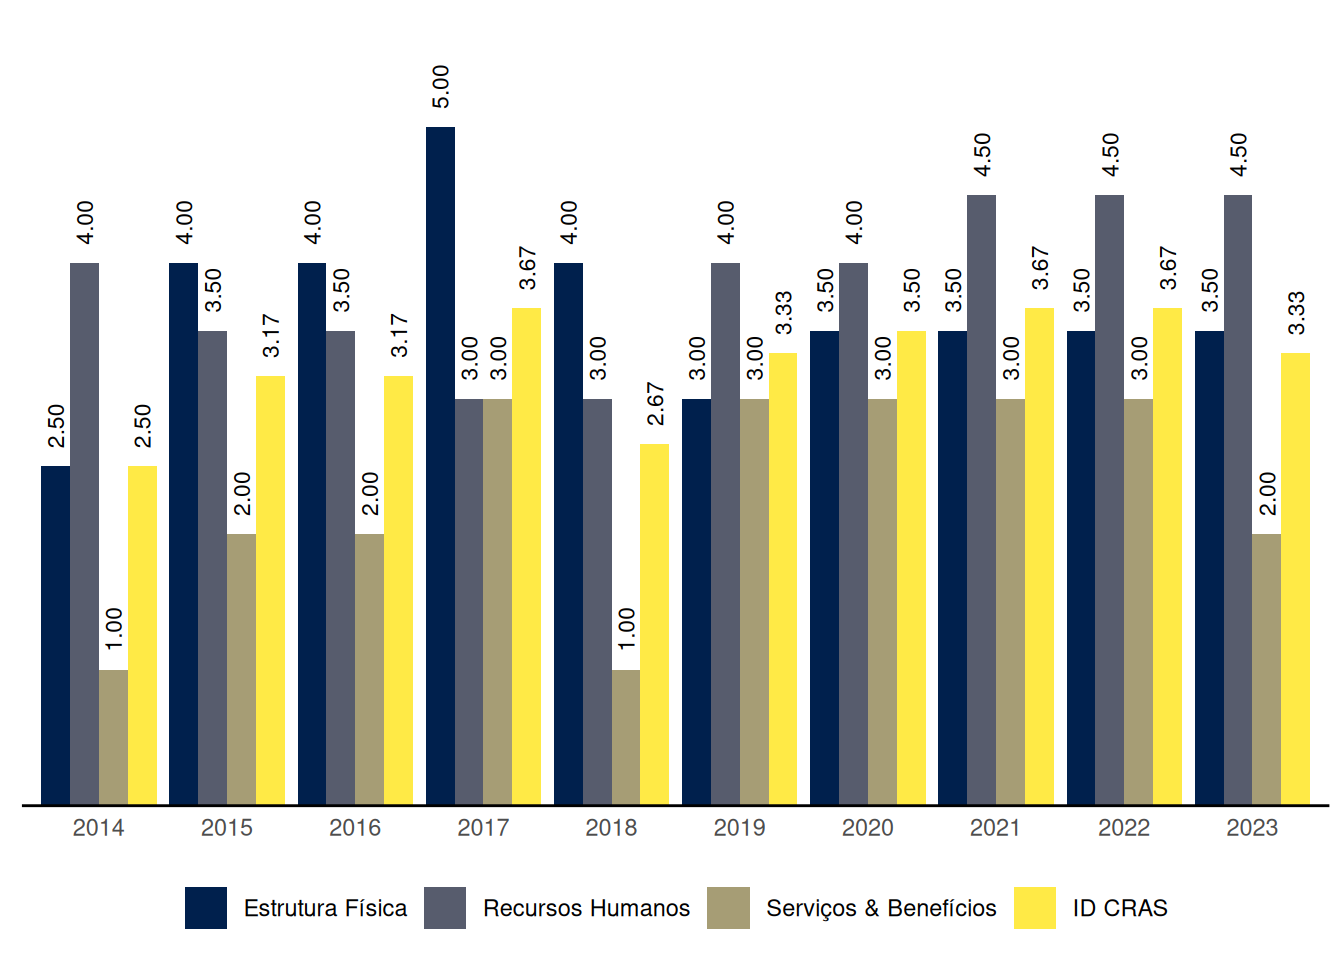 2.50 4.00 1.00 2.50
4.00 3.50 2.00 3.17
4.00 3.50 2.00 3.17
5.00 3.00 3.00 3.67
4.00 3.00 1.00 2.67
3.00 4.00 3.00 3.33
3.50 4.00 3.00 3.50
3.50 4.50 3.00 3.67
3.50 4.50 3.00 3.67
3.50 4.50 2.00 3.33
2014 2015 2016 2017 2018 2019 2020 2021 2022 2023
Estrutura Física Recursos Humanos Serviços & Benefícios ID CRAS